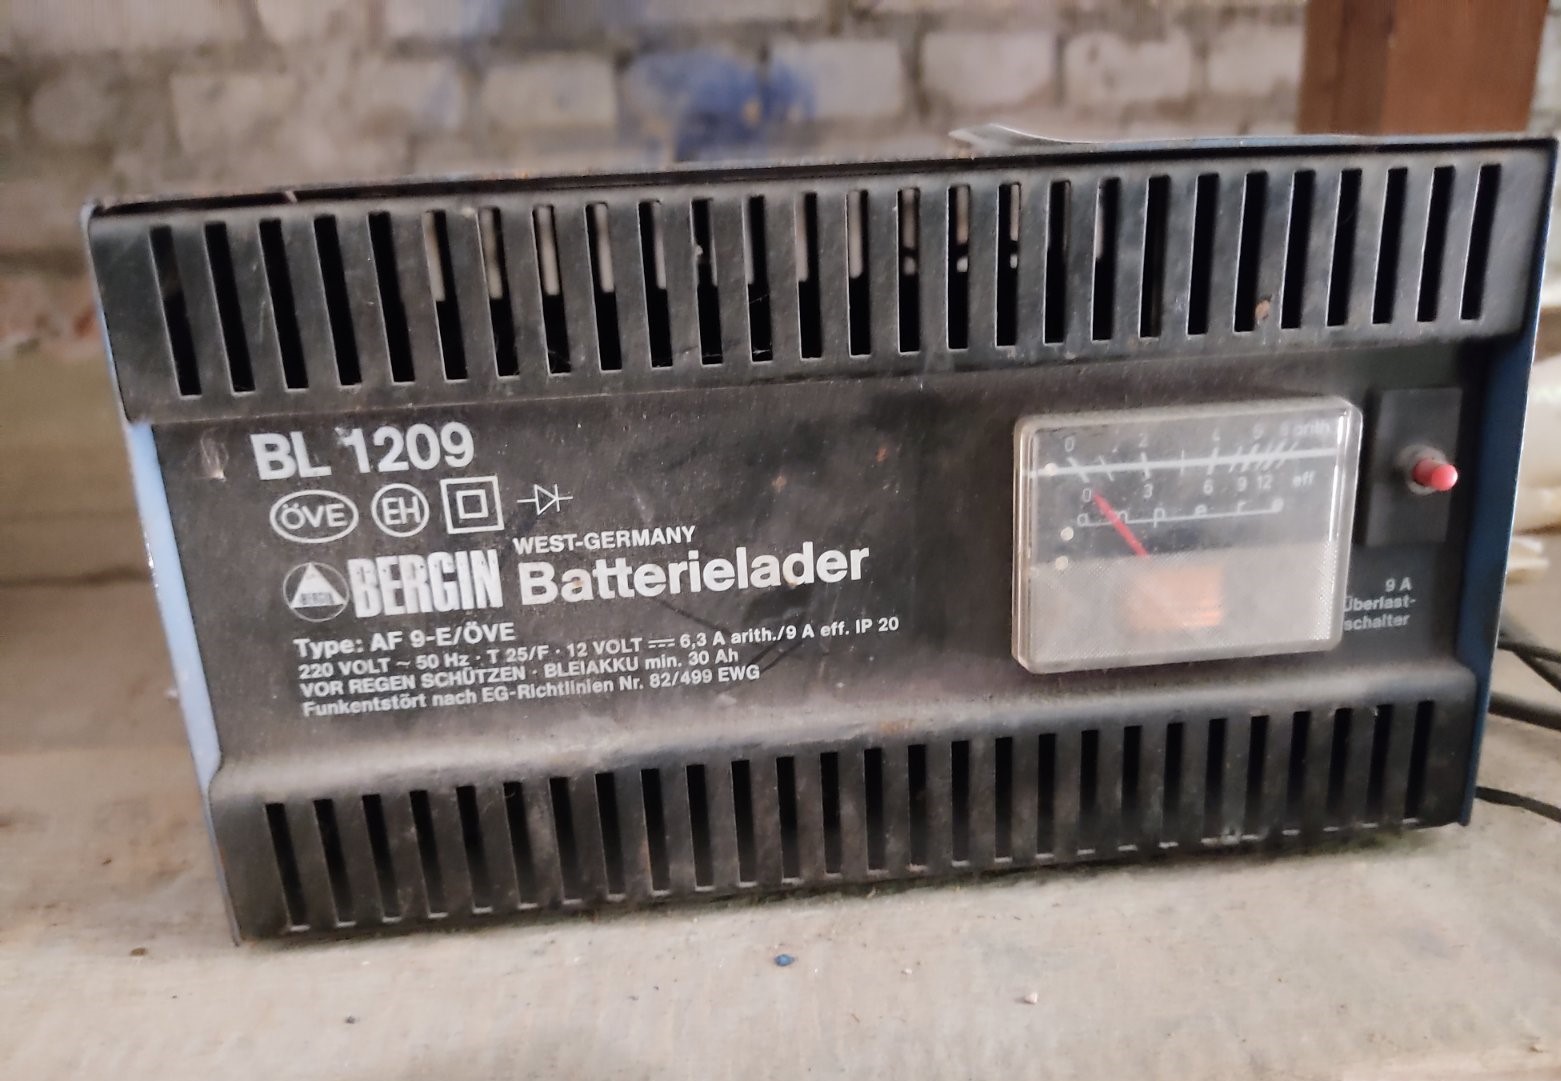 BL 1209
ÖVE EH
WEST-GERMANY
BERGIN Batterielader
Type: AF 9-E/ÖVE
220 VOLT ~ 50 Hz · T 25/F · 12 VOLT ⎓ 6,3 A arith./9 A eff. IP 20
VOR REGEN SCHÜTZEN · BLEIAKKU min. 30 Ah
Funkentstört nach EG-Richtlinien Nr. 82/499 EWG
0 2 4 6 8 arith
0 3 6 9 12 eff
ampere
9 A
Überlast-
schalter